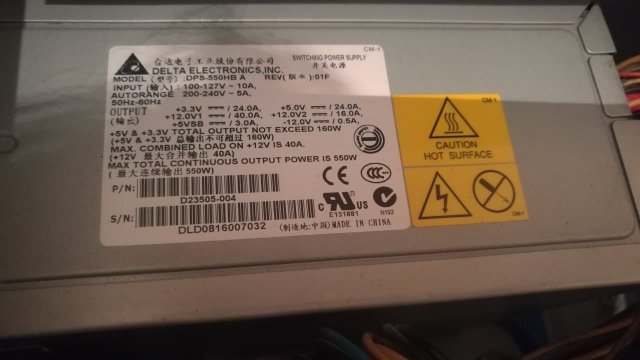 CM-1
台达电子工业股份有限公司
SWITCHING POWER SUPPLY
DELTA ELECTRONICS,INC.
开关电源
MODEL (型号) :DPS-550HB A
REV( 版本 ):01F
INPUT (输入) :100-127V ~ 10A,
AUTORANGE 200-240V ~ 5A,
50Hz-60Hz
OUTPUT
(输出)
+3.3V / 24.0A, +5.0V / 24.0A,
+12.0V1 / 40.0A, +12.0V2 / 16.0A,
+5VSB / 3.0A, -12.0V / 0.5A,
+5V & +3.3V TOTAL OUTPUT NOT EXCEED 160W
(+5V & +3.3V 总输出不可超过 160W)
MAX. COMBINED LOAD ON +12V IS 40A.
(+12V 最大合并输出 40A)
MAX TOTAL CONTINUOUS OUTPUT POWER IS 550W
( 最大连续输出 550W)
P/N:
D23505-004
S/N:
DLD0816007032
CE
CCC
c RU US
E131881
N193
(制造地:中国)MADE IN CHINA
CM-1
CAUTION
HOT SURFACE
CM-1